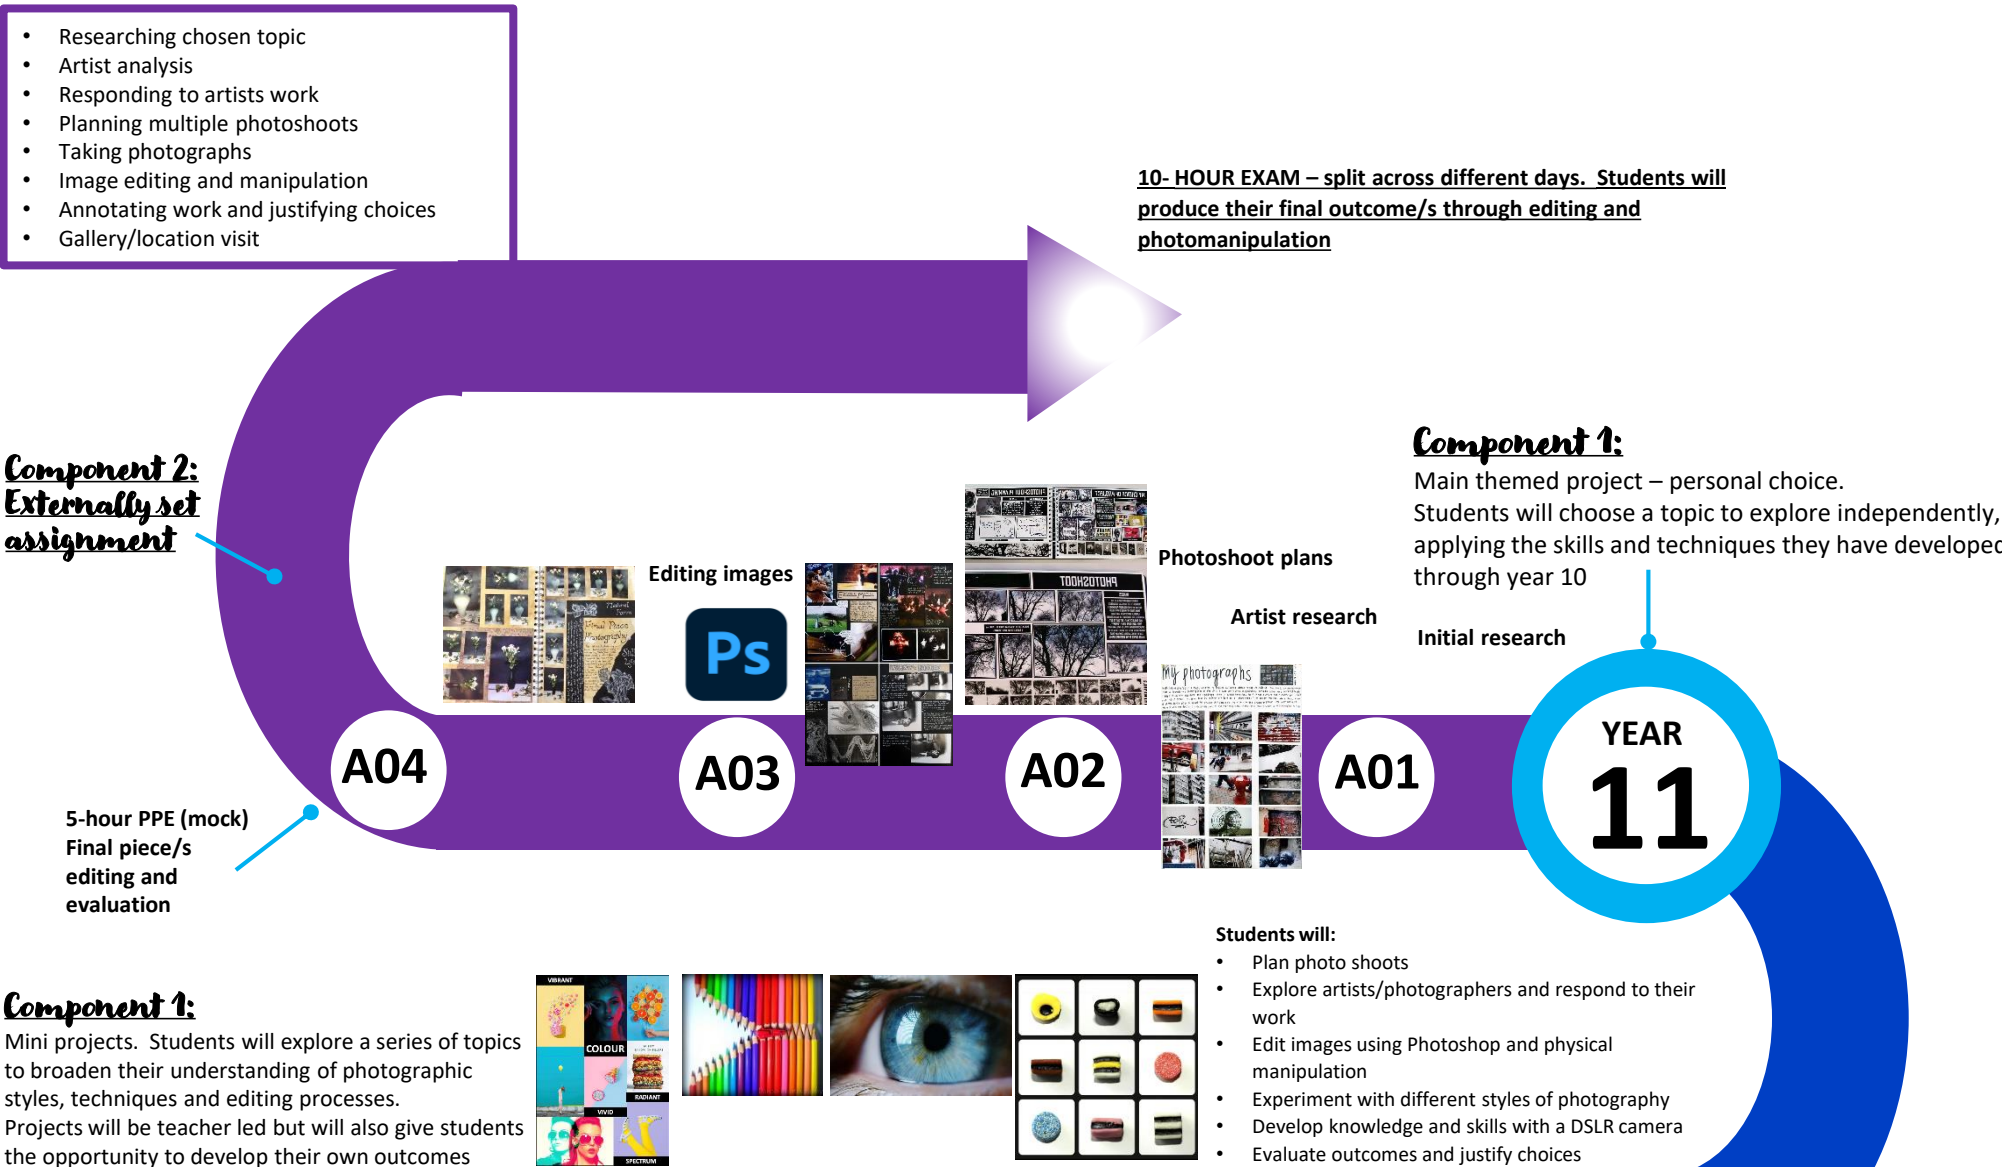 • Researching chosen topic
• Artist analysis
• Responding to artists work
• Planning multiple photoshoots
• Taking photographs
• Image editing and manipulation
• Annotating work and justifying choices
• Gallery/location visit
10- HOUR EXAM – split across different days.  Students will
produce their final outcome/s through editing and
photomanipulation
Component 1:
Main themed project – personal choice.
Students will choose a topic to explore independently,
applying the skills and techniques they have developed
through year 10
Component 2:
Externally set
assignment
Editing images
Ps
Photoshoot plans
PHOTOSHOOT
Artist research
Initial research
My photographs
YEAR
11
A04
A03
A02
A01
5-hour PPE (mock)
Final piece/s
editing and
evaluation
Students will:
• Plan photo shoots
• Explore artists/photographers and respond to their
work
• Edit images using Photoshop and physical
manipulation
• Experiment with different styles of photography
• Develop knowledge and skills with a DSLR camera
• Evaluate outcomes and justify choices
Component 1:
Mini projects.  Students will explore a series of topics
to broaden their understanding of photographic
styles, techniques and editing processes.
Projects will be teacher led but will also give students
the opportunity to develop their own outcomes
VIBRANT
COLOUR
RADIANT
VIVID
SPECTRUM